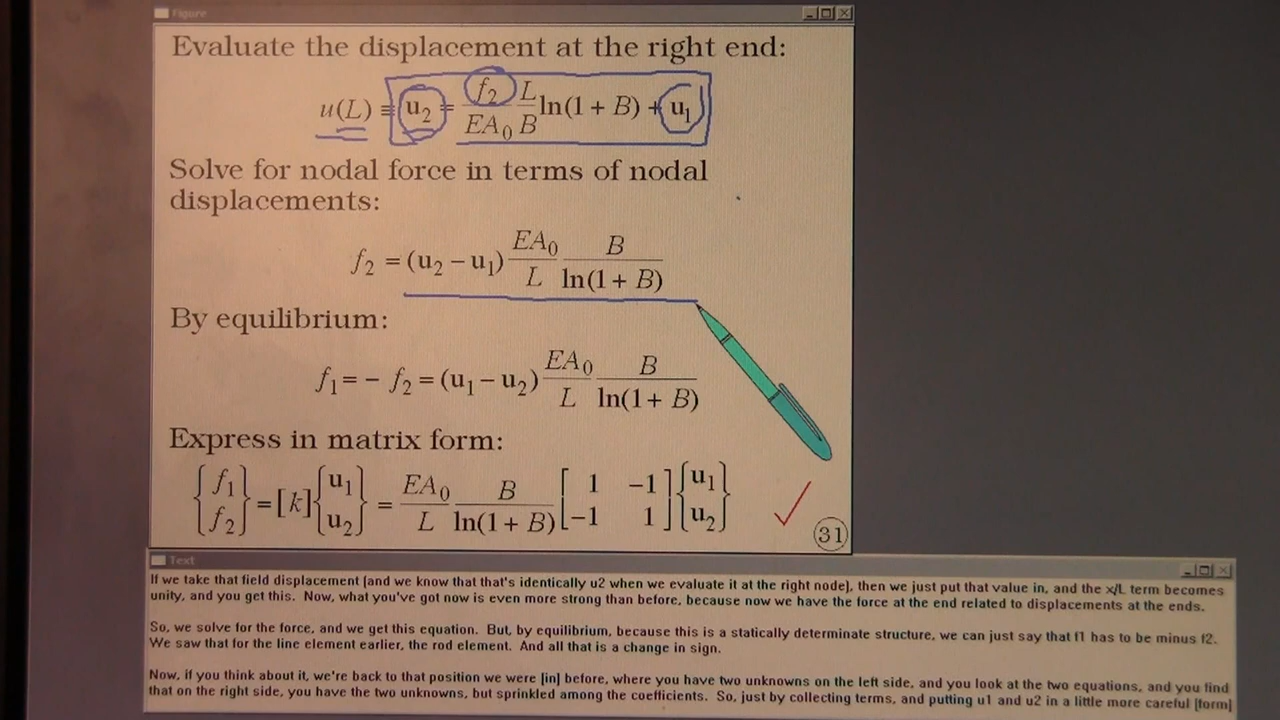 Figure
Evaluate the displacement at the right end:
u(L) ≡ u₂ = f₂/EA₀ L/B ln(1 + B) + u₁
Solve for nodal force in terms of nodal
displacements:
f₂ = (u₂ − u₁) EA₀/L B/ln(1 + B)
By equilibrium:
f₁ = − f₂ = (u₁ − u₂) EA₀/L B/ln(1 + B)
Express in matrix form:
{f₁ f₂} = [k]{u₁ u₂} = EA₀/L B/ln(1 + B) [1 −1 −1 1]{u₁ u₂}
31
Text
If we take that field displacement [and we know that that's identically u2 when we evaluate it at the right node], then we just put that value in, and the x/L term becomes
unity, and you get this. Now, what you've got now is even more strong than before, because now we have the force at the end related to displacements at the ends.
So, we solve for the force, and we get this equation. But, by equilibrium, because this is a statically determinate structure, we can just say that f1 has to be minus f2.
We saw that for the line element earlier, the rod element. And all that is a change in sign.
Now, if you think about it, we're back to that position we were [in] before, where you have two unknowns on the left side, and you look at the two equations, and you find
that on the right side, you have the two unknowns, but sprinkled among the coefficients. So, just by collecting terms, and putting u1 and u2 in a little more careful [form]